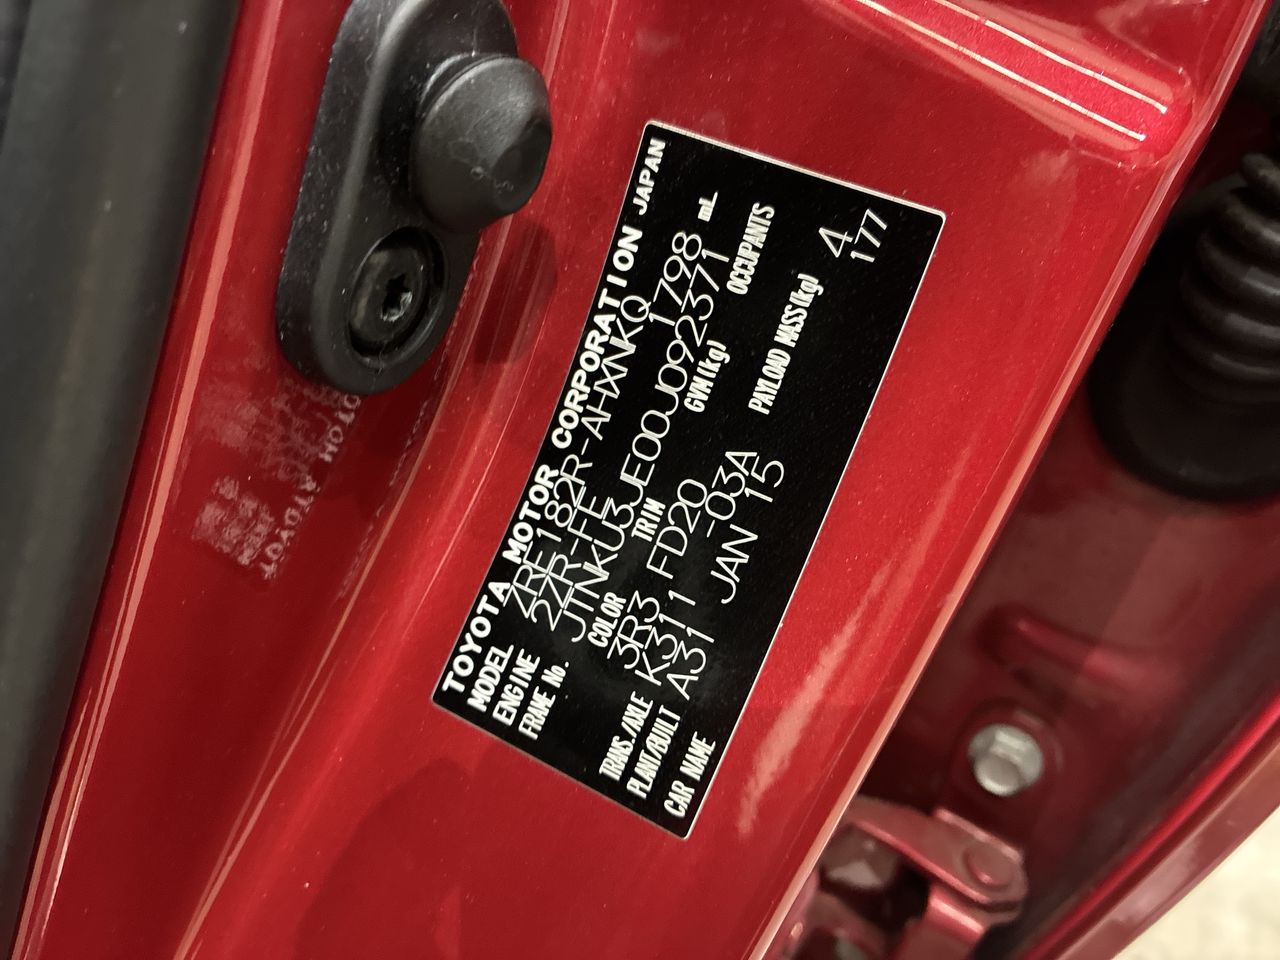 TOYOTA MOTOR CORPORATION JAPAN
MODEL ZRE182R-AHXNKQ
ENGINE 2ZR-FE 1798 mL
FRAME No. JTNKU3JE00J092371
COLOR TRIM GVM(kg) OCCUPANTS
3R3 FD20 4
TRANS./AXLE K311 -03A PAYLOAD MASS(kg) 177
PLANT/BUILT A31 JAN 15
CAR NAME